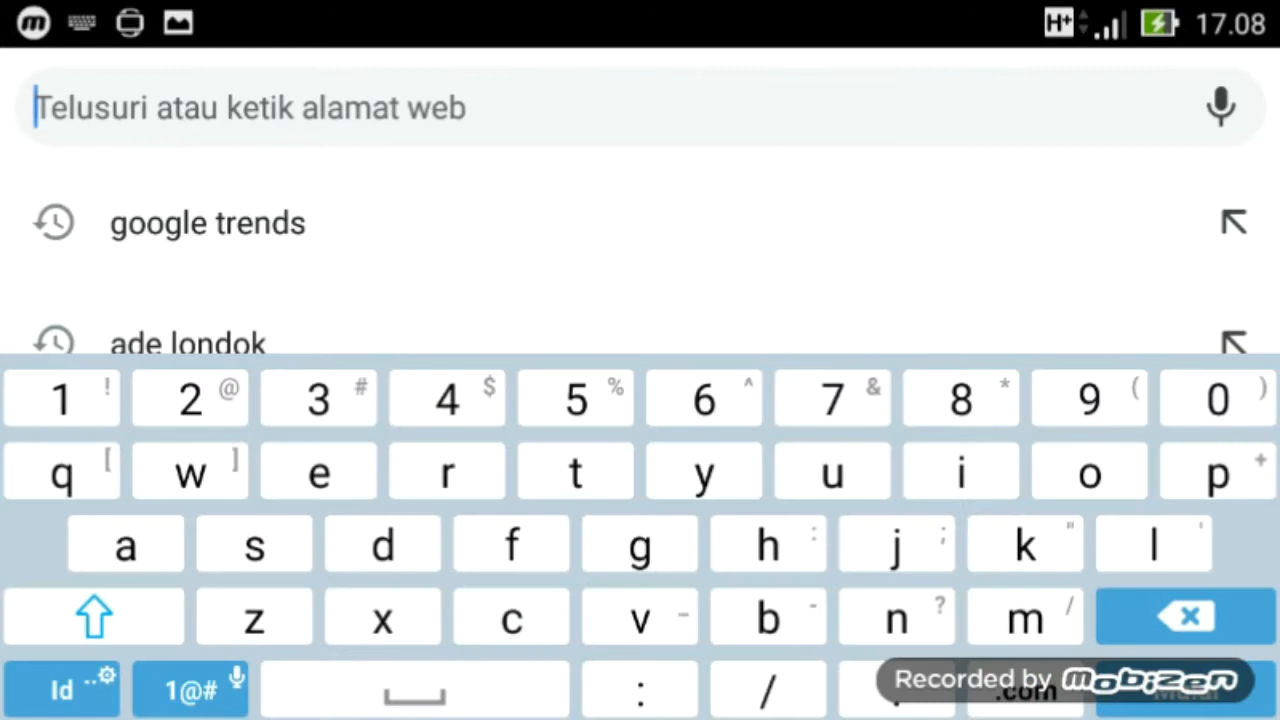 m H+ 17.08
Telusuri atau ketik alamat web
google trends
ade londok
1 ! 2 @ 3 # 4 $ 5 % 6 ^ 7 & 8 * 9 ( 0 )
q [ w ] e r t y u i o p +
a s d f g h : j ; k " l '
z x c v _ b - n ? m /
Id 1@# : / . .com
Recorded by mobizen